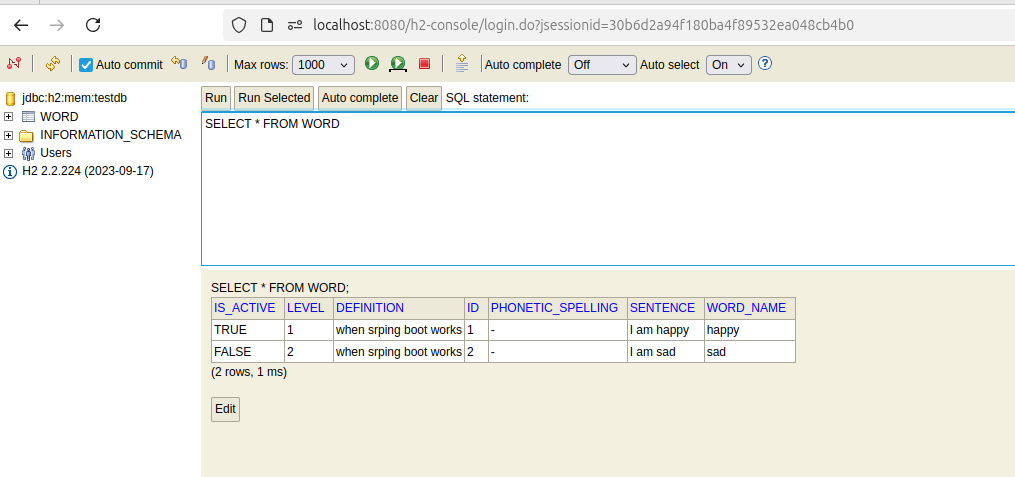 localhost:8080/h2-console/login.do?jsessionid=30b6d2a94f180ba4f89532ea048cb4b0
Auto commit Max rows: 1000 Auto complete Off Auto select On ?
jdbc:h2:mem:testdb
WORD
INFORMATION_SCHEMA
Users
H2 2.2.224 (2023-09-17)
Run Run Selected Auto complete Clear SQL statement:
SELECT * FROM WORD
SELECT * FROM WORD;
IS_ACTIVE LEVEL DEFINITION ID PHONETIC_SPELLING SENTENCE WORD_NAME
TRUE 1 when srping boot works 1 - I am happy happy
FALSE 2 when srping boot works 2 - I am sad sad
(2 rows, 1 ms)
Edit